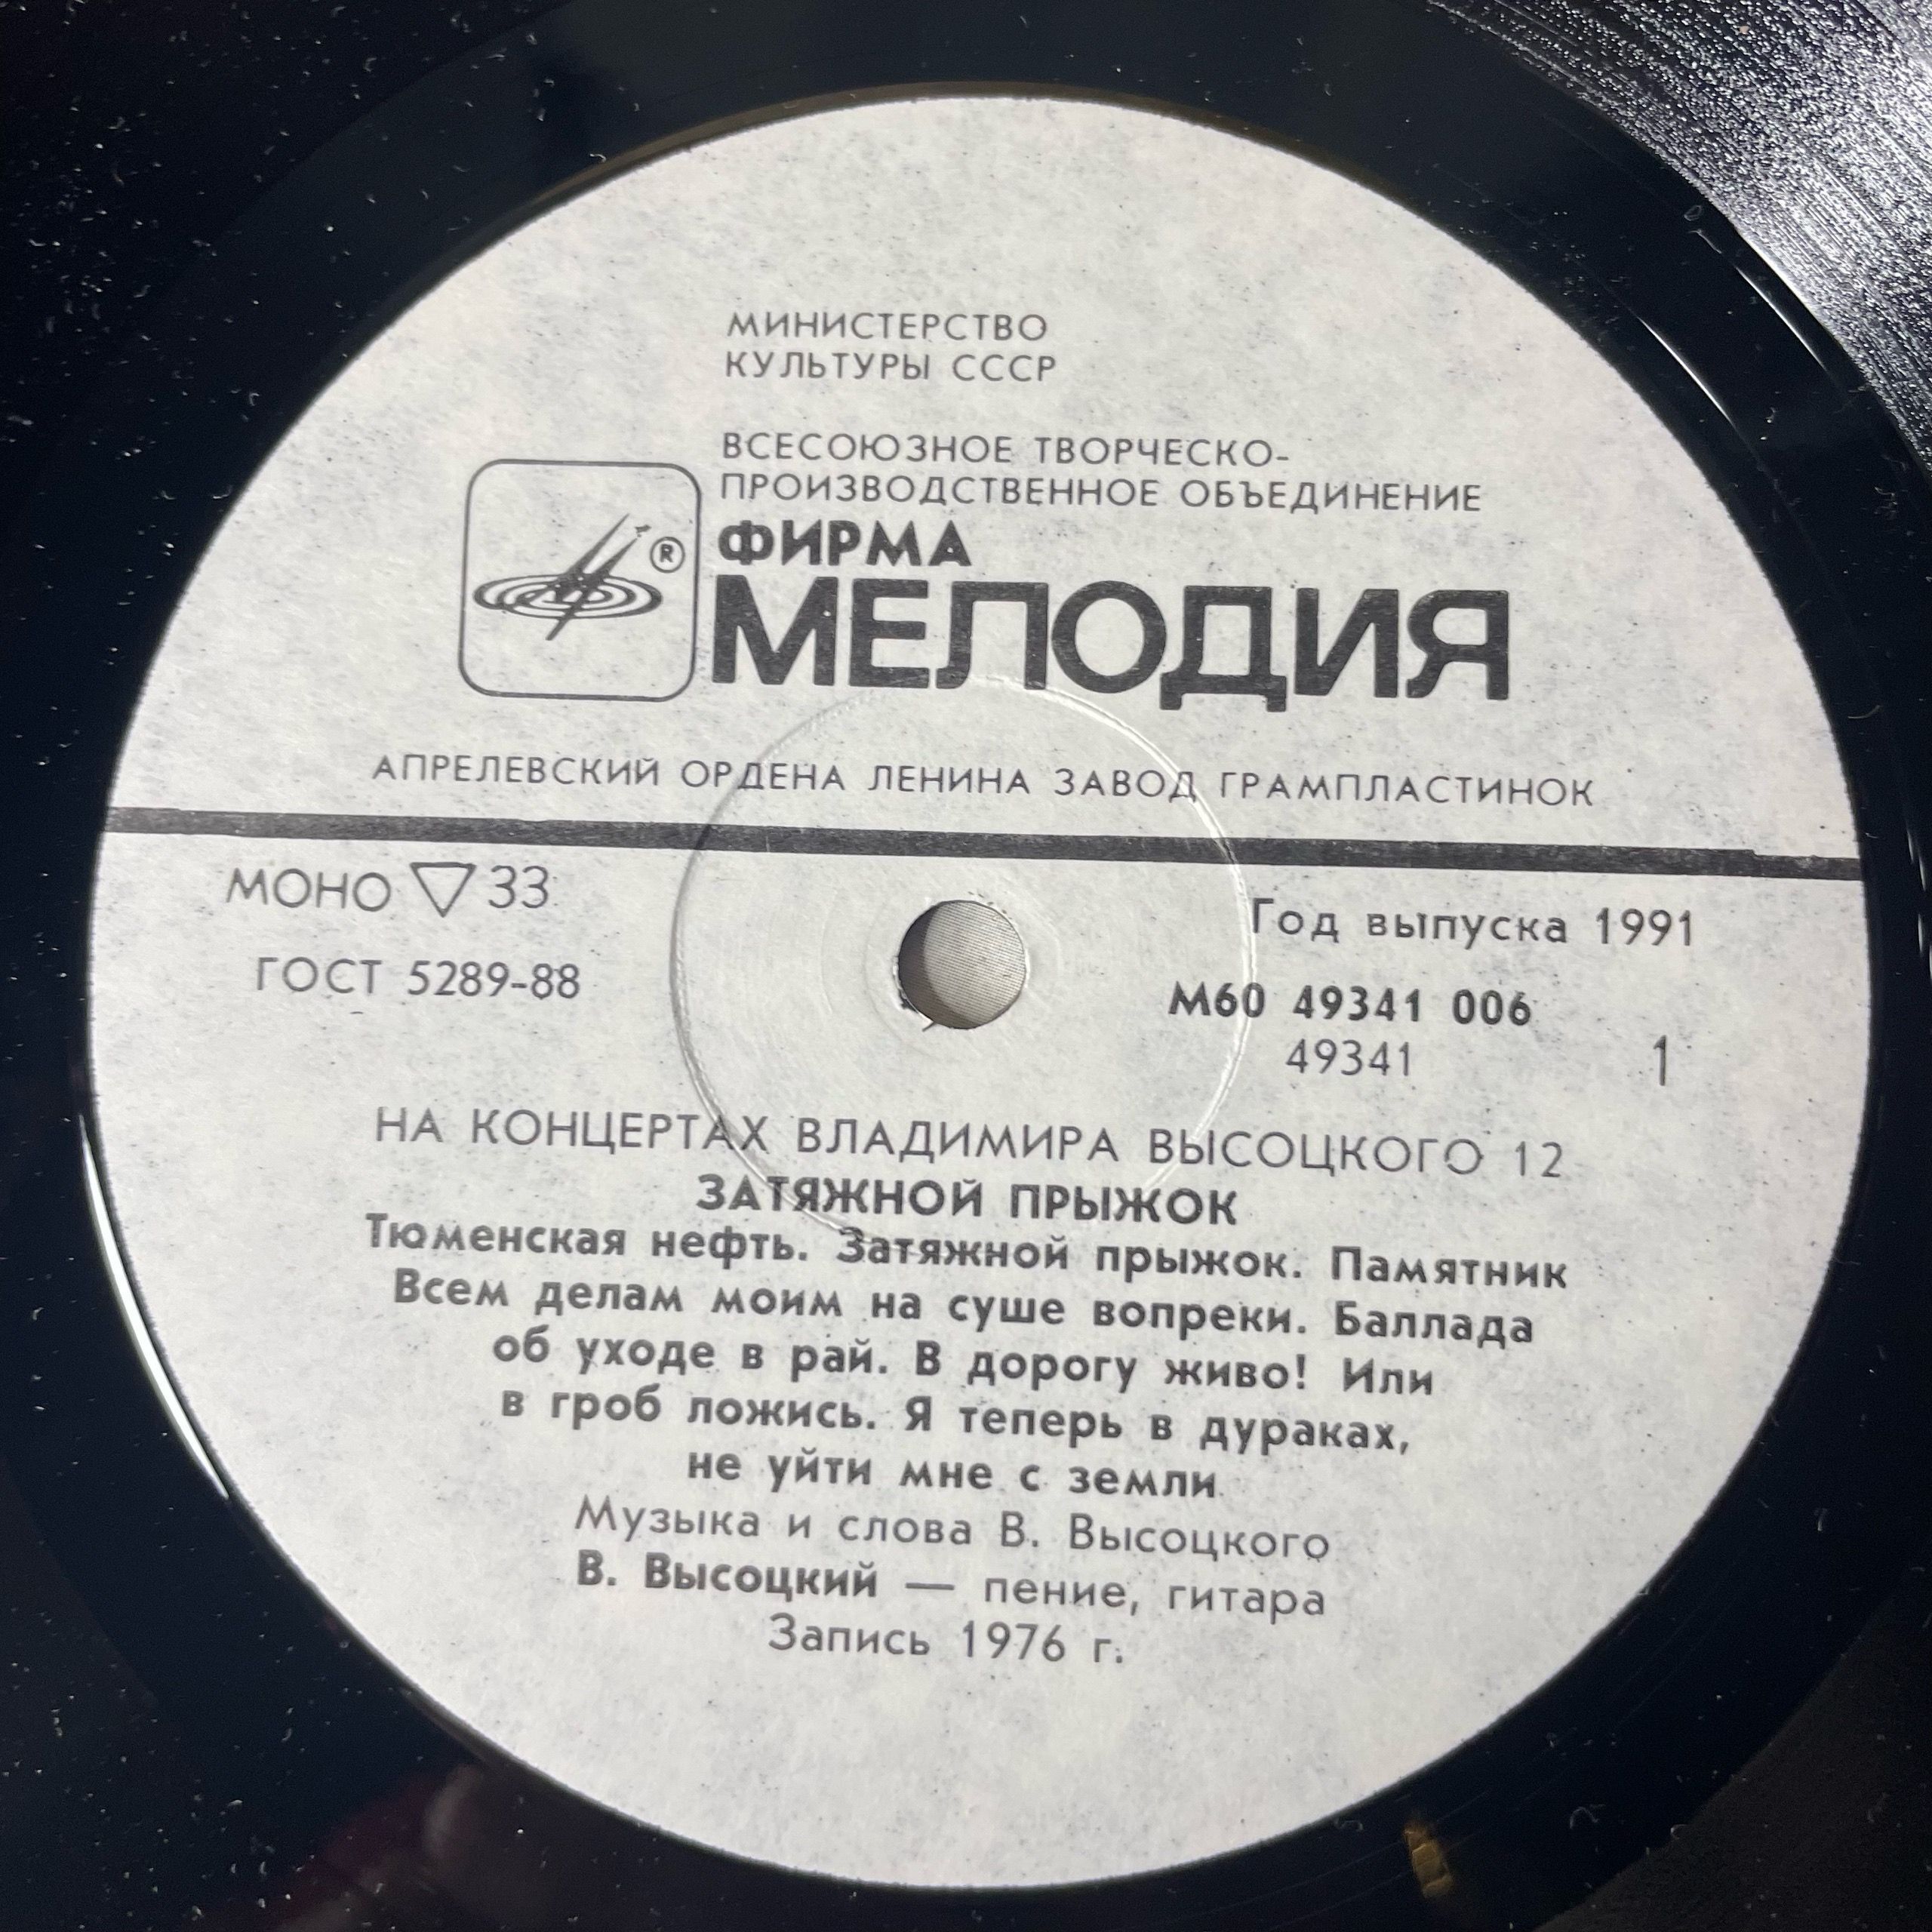 МИНИСТЕРСТВО
КУЛЬТУРЫ СССР
ВСЕСОЮЗНОЕ ТВОРЧЕСКО-
ПРОИЗВОДСТВЕННОЕ ОБЪЕДИНЕНИЕ
®
ФИРМА
МЕЛОДИЯ
АПРЕЛЕВСКИЙ ОРДЕНА ЛЕНИНА ЗАВОД ГРАМПЛАСТИНОК
МОНО ▽ 33
ГОСТ 5289-88
Год выпуска 1991
М60 49341 006
49341 1
НА КОНЦЕРТАХ ВЛАДИМИРА ВЫСОЦКОГО 12
ЗАТЯЖНОЙ ПРЫЖОК
Тюменская нефть. Затяжной прыжок. Памятник
Всем делам моим на суше вопреки. Баллада
об уходе в рай. В дорогу живо! Или
в гроб ложись. Я теперь в дураках,
не уйти мне с земли
Музыка и слова В. Высоцкого
В. Высоцкий — пение, гитара
Запись 1976 г.